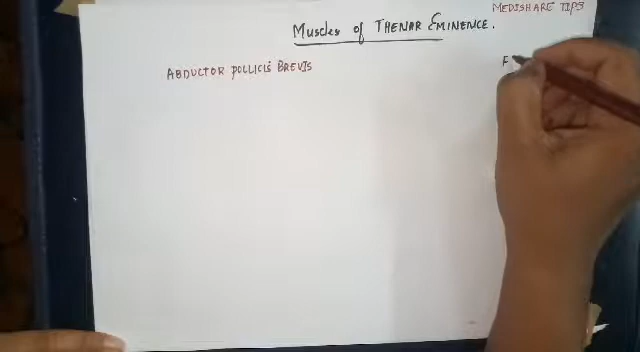 MEDISHARE TIPS
Muscles of THENAR EMINENCE.
ABDUCTOR POLLICIS BREVIS
F